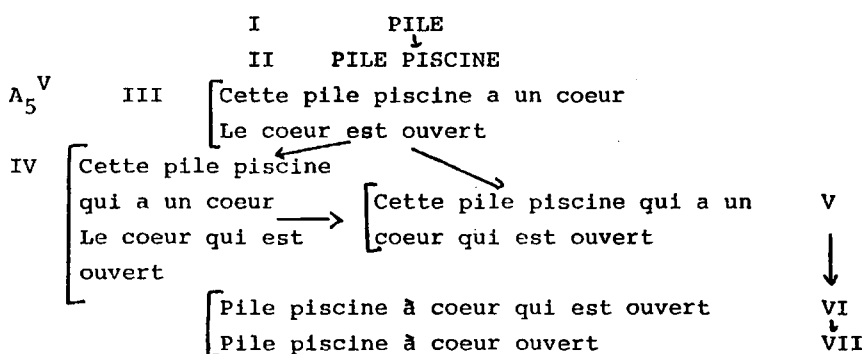 I PILE
II PILE PISCINE
A5V III Cette pile piscine a un coeur
Le coeur est ouvert
IV Cette pile piscine
qui a un coeur
Le coeur qui est
ouvert
Cette pile piscine qui a un V
coeur qui est ouvert
Pile piscine à coeur qui est ouvert VI
Pile piscine à coeur ouvert VII